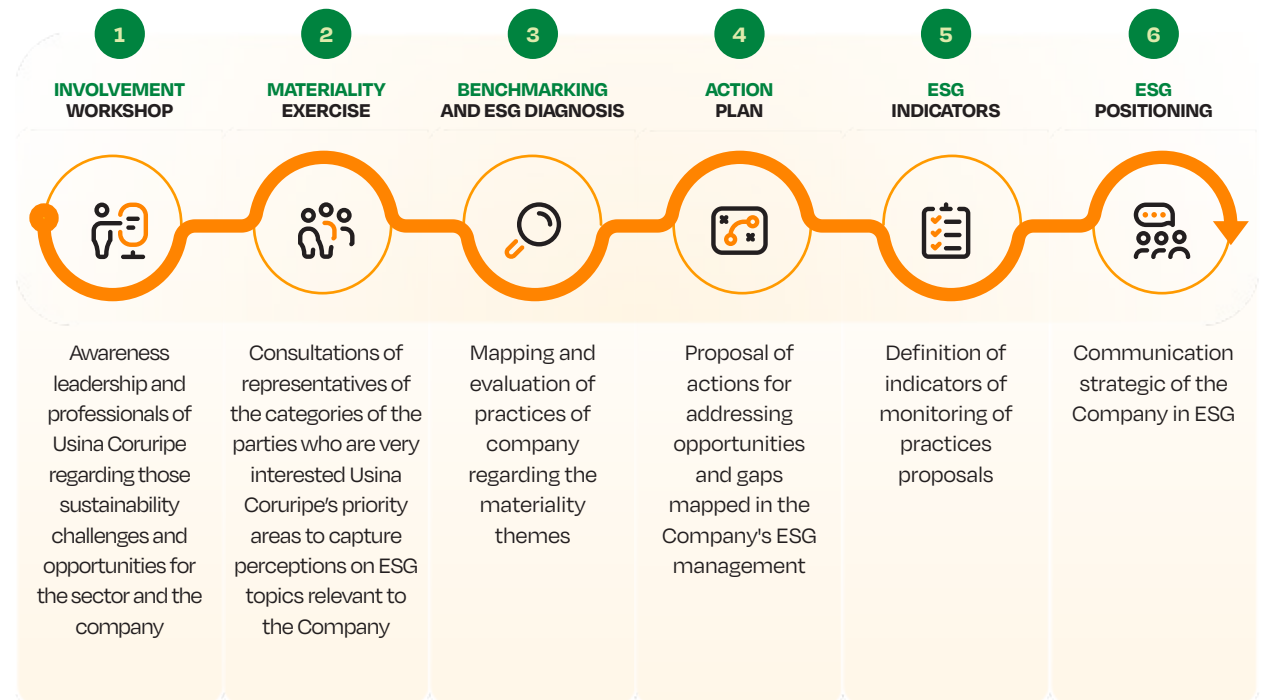 1
INVOLVEMENT
WORKSHOP
Awareness
leadership and
professionals of
Usina Coruripe
regarding those
sustainability
challenges and
opportunities for
the sector and the
company
2
MATERIALITY
EXERCISE
Consultations of
representatives of
the categories of the
parties who are very
interested Usina
Coruripe's priority
areas to capture
perceptions on ESG
topics relevant to
the Company
3
BENCHMARKING
AND ESG DIAGNOSIS
Mapping and
evaluation of
practices of
company
regarding the
materiality
themes
4
ACTION
PLAN
Proposal of
actions for
addressing
opportunities
and gaps
mapped in the
Company's ESG
management
5
ESG
INDICATORS
Definition of
indicators of
monitoring of
practices
proposals
6
ESG
POSITIONING
Communication
strategic of the
Company in ESG